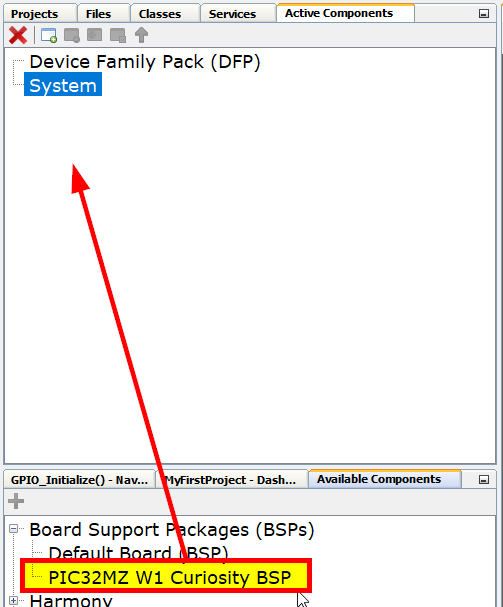 Projects Files Classes Services Active Components
Device Family Pack (DFP)
System
GPIO_Initialize() - Nav... MyFirstProject - Dash... Available Components
Board Support Packages (BSPs)
Default Board (BSP)
PIC32MZ W1 Curiosity BSP
Harmony